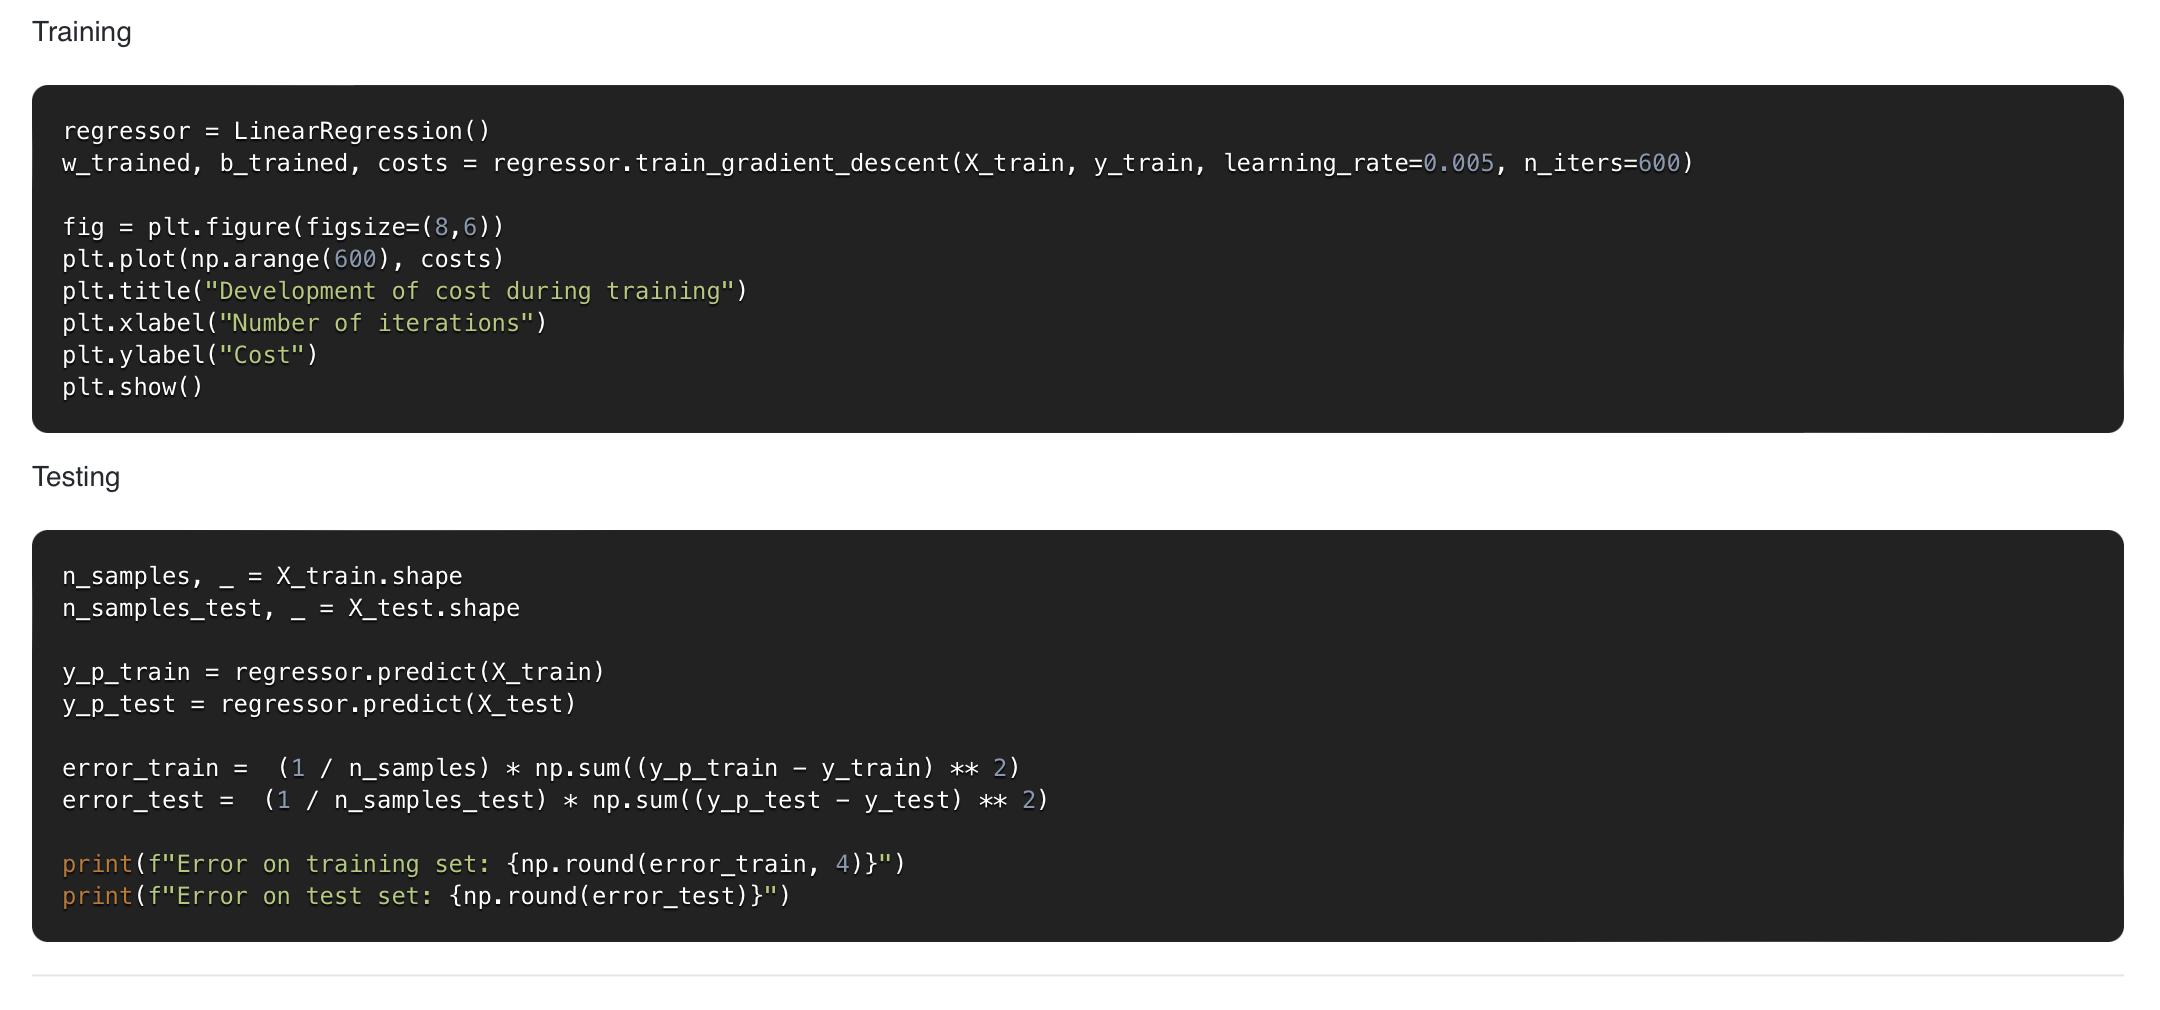 Training
regressor = LinearRegression()
w_trained, b_trained, costs = regressor.train_gradient_descent(X_train, y_train, learning_rate=0.005, n_iters=600)
fig = plt.figure(figsize=(8,6))
plt.plot(np.arange(600), costs)
plt.title("Development of cost during training")
plt.xlabel("Number of iterations")
plt.ylabel("Cost")
plt.show()
Testing
n_samples, _ = X_train.shape
n_samples_test, _ = X_test.shape
y_p_train = regressor.predict(X_train)
y_p_test = regressor.predict(X_test)
error_train =  (1 / n_samples) * np.sum((y_p_train - y_train) ** 2)
error_test =  (1 / n_samples_test) * np.sum((y_p_test - y_test) ** 2)
print(f"Error on training set: {np.round(error_train, 4)}")
print(f"Error on test set: {np.round(error_test)}")